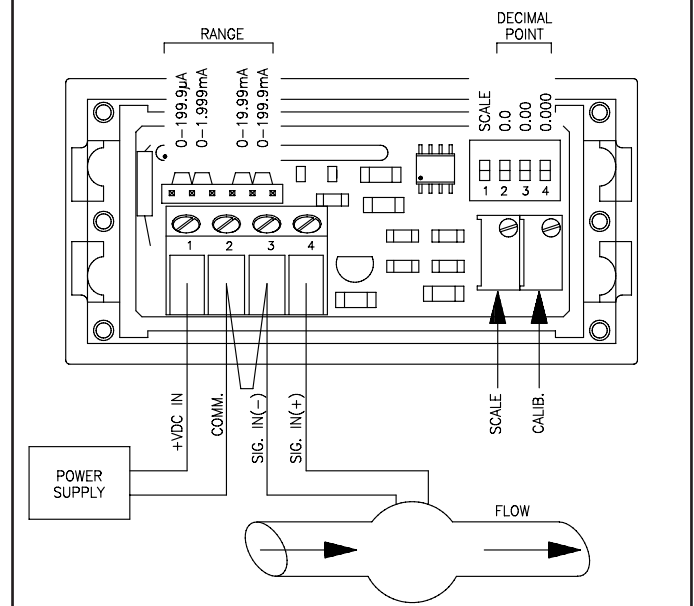 DECIMAL
POINT
RANGE
0-199.9µA
0-1.999mA
0-19.99mA
0-199.9mA
SCALE
0.0
0.00
0.000
1 2 3 4
1 2 3 4
+VDC IN
COMM.
SIG. IN(-)
SIG. IN(+)
SCALE
CALIB.
POWER
SUPPLY
FLOW